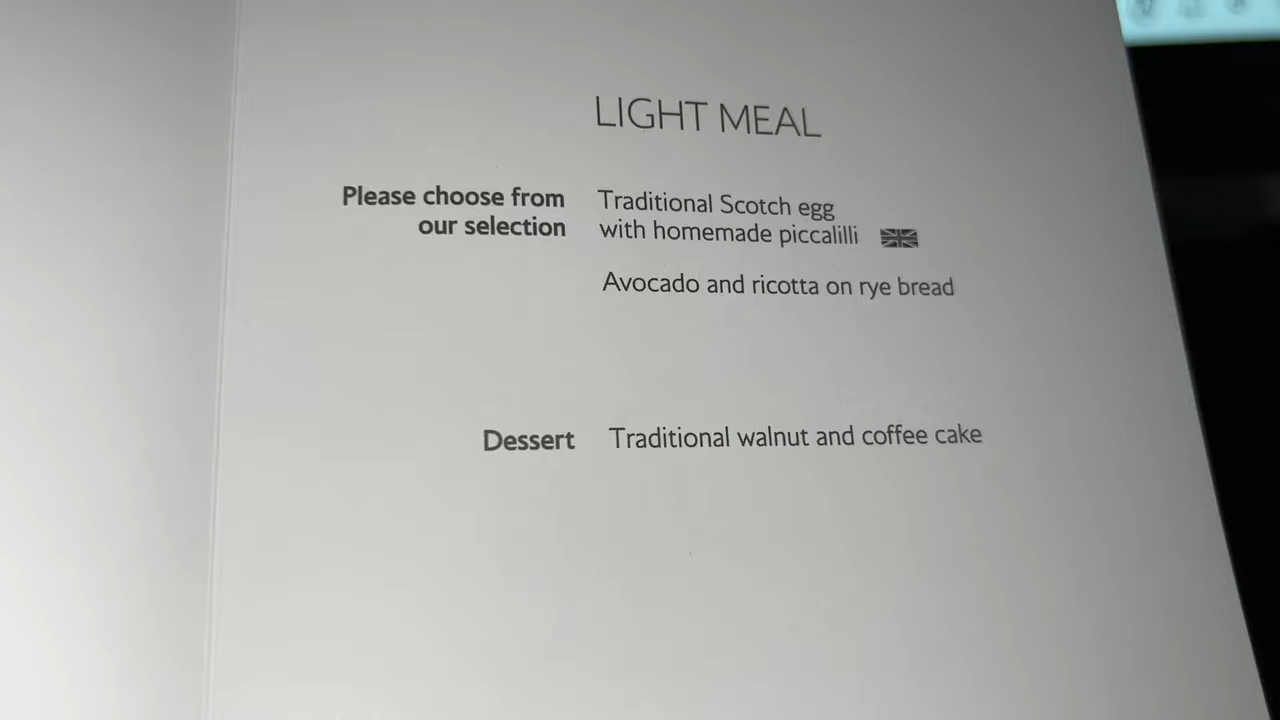 LIGHT MEAL
Please choose from
our selection
Traditional Scotch egg
with homemade piccalilli
Avocado and ricotta on rye bread
Dessert
Traditional walnut and coffee cake